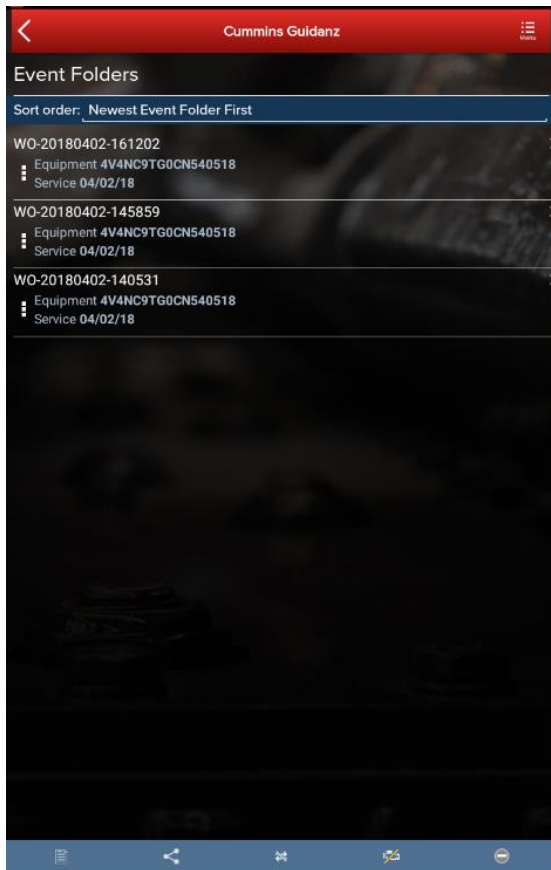 Cummins Guidanz
Menu
Event Folders
Sort order: Newest Event Folder First
WO-20180402-161202
Equipment 4V4NC9TG0CN540518
Service 04/02/18
WO-20180402-145859
Equipment 4V4NC9TG0CN540518
Service 04/02/18
WO-20180402-140531
Equipment 4V4NC9TG0CN540518
Service 04/02/18